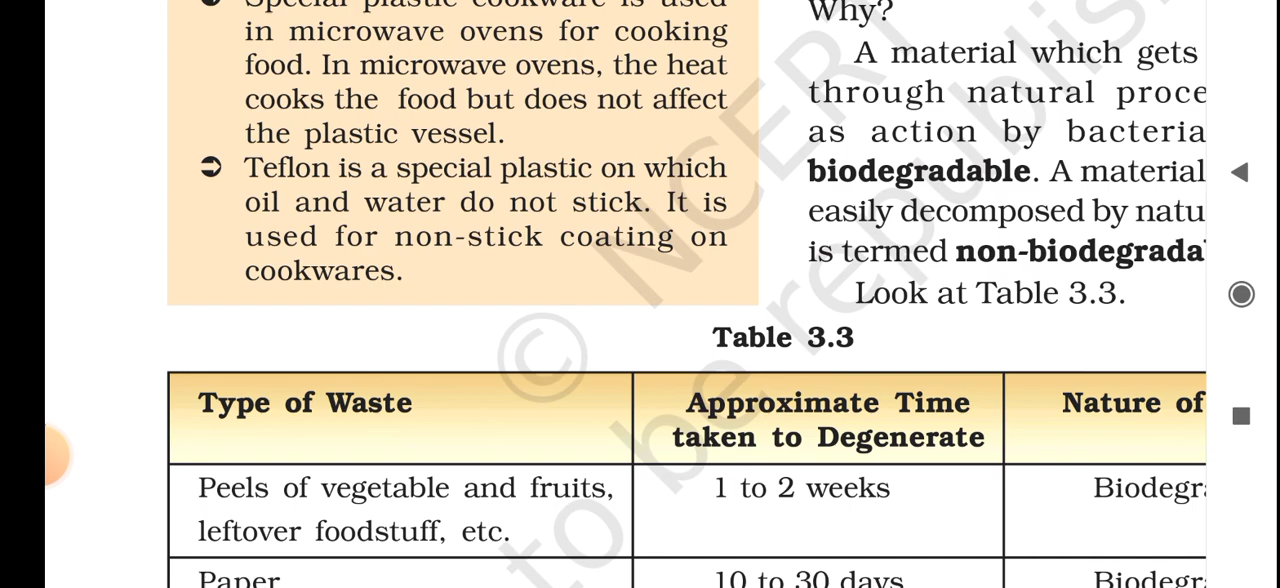 Special plastic cookware is used
in microwave ovens for cooking
food. In microwave ovens, the heat
cooks the food but does not affect
the plastic vessel.
➲ Teflon is a special plastic on which
oil and water do not stick. It is
used for non-stick coating on
cookwares.
Why?
A material which gets
through natural proce
as action by bacteria
biodegradable. A material
easily decomposed by natu
is termed non-biodegrada
Look at Table 3.3.
Table 3.3
Type of Waste
Approximate Time
taken to Degenerate
Nature of
Peels of vegetable and fruits,
leftover foodstuff, etc.
1 to 2 weeks
Biodegra
Paper
10 to 30 days
Biodegra
© NCERT
to be republis